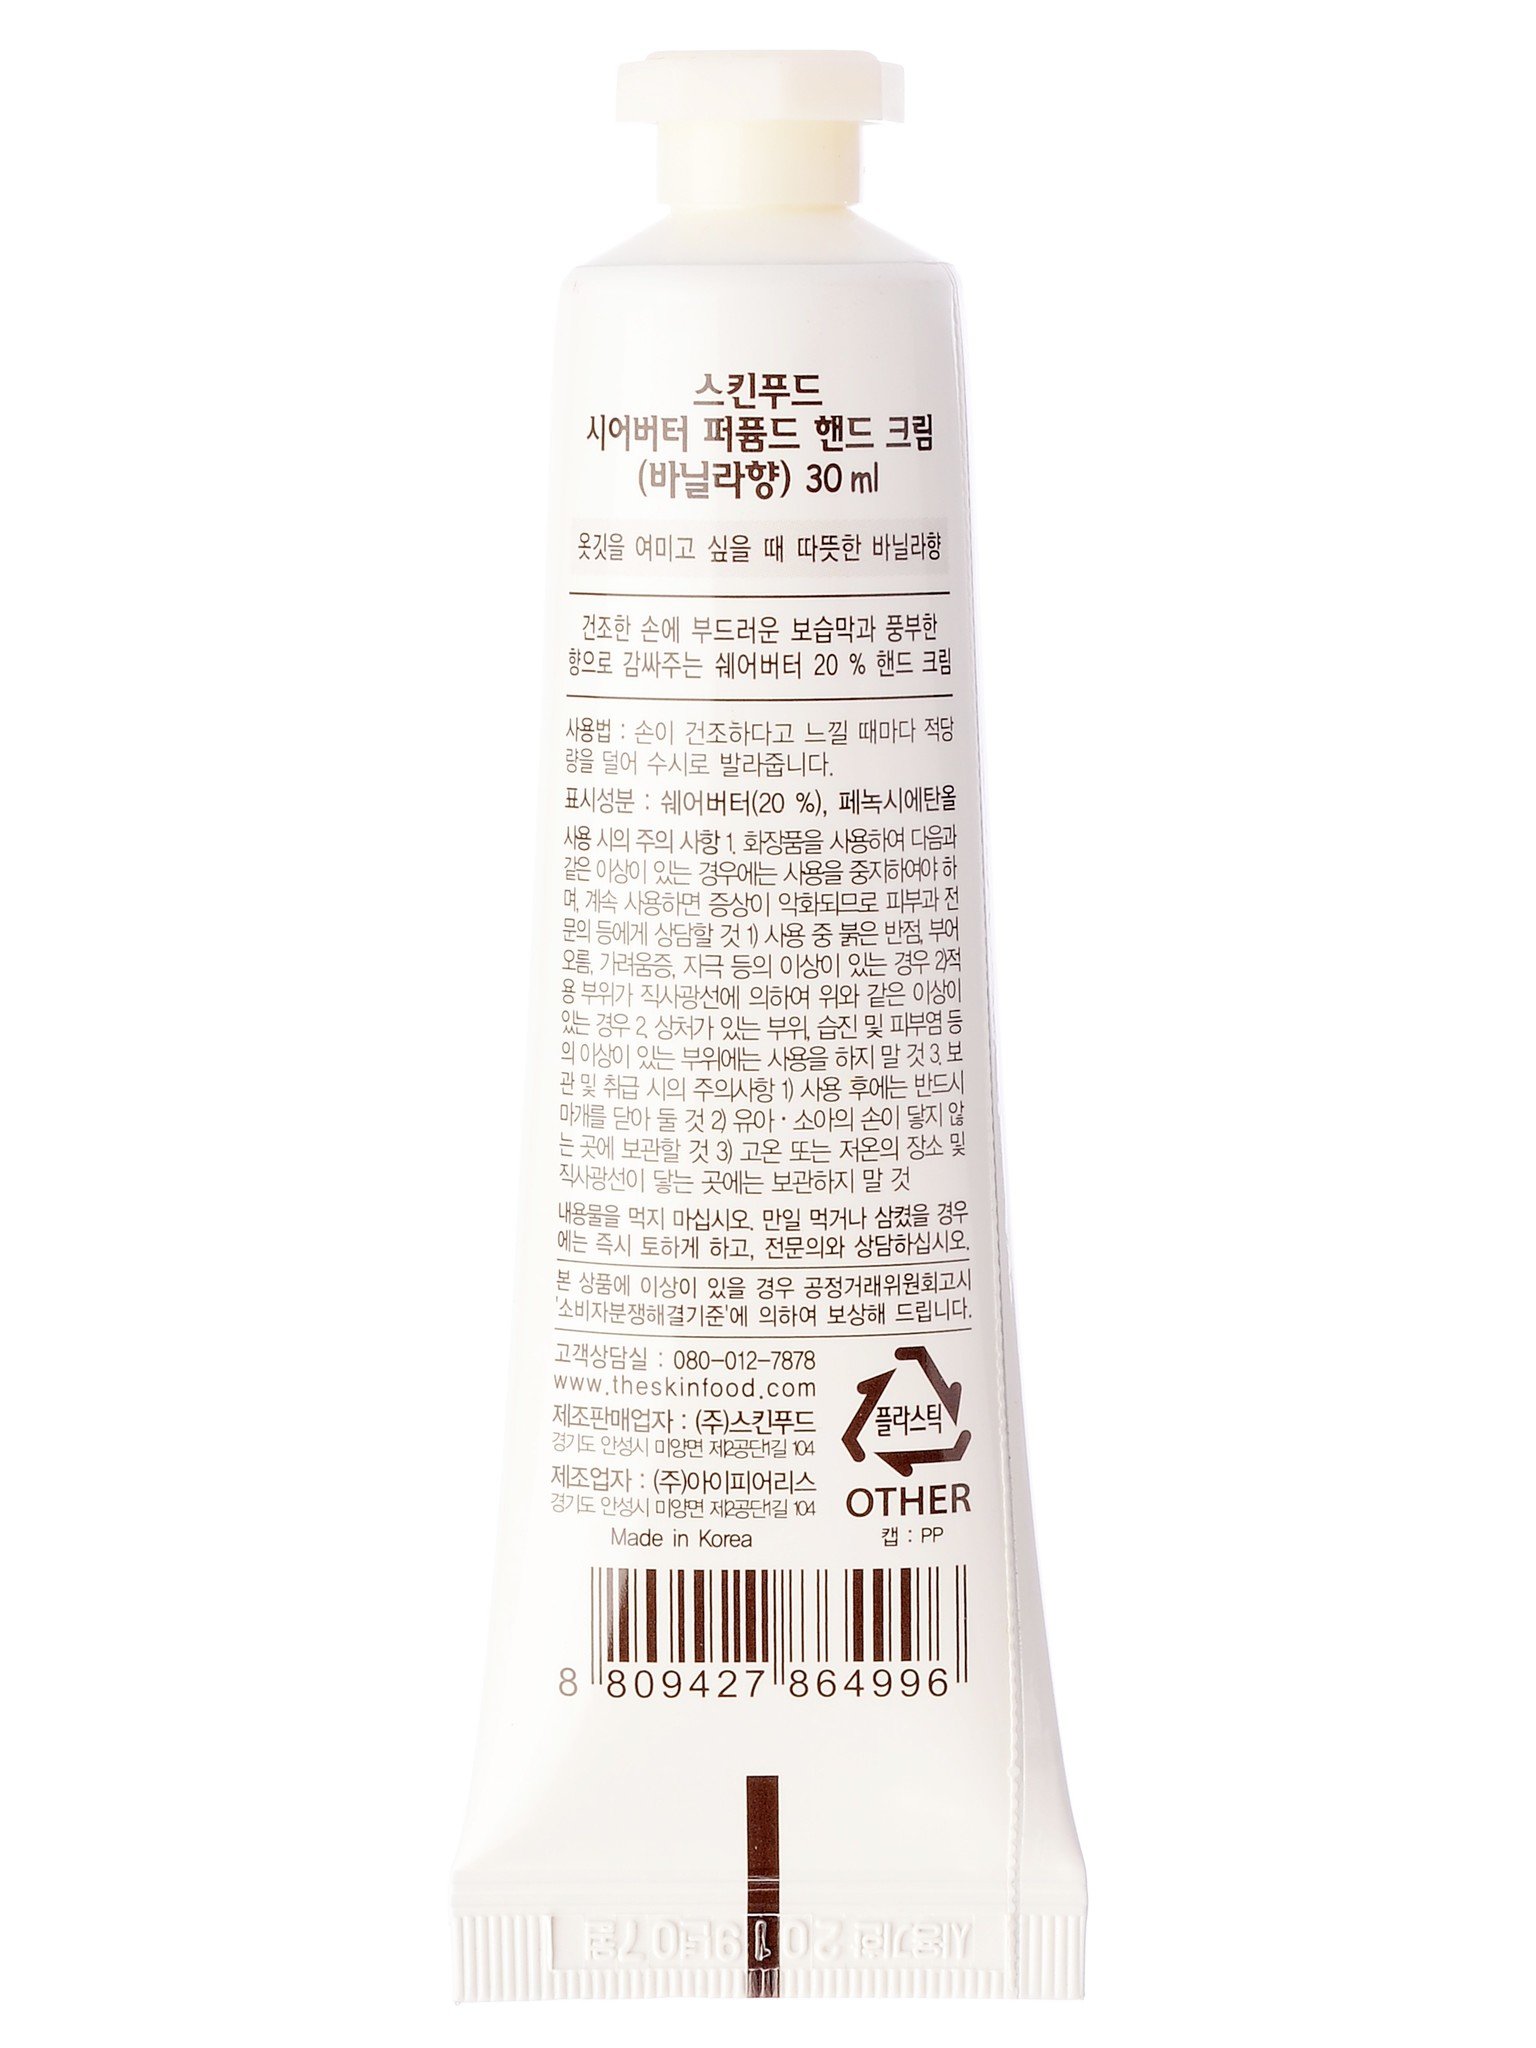 스킨푸드
시어버터 퍼퓸드 핸드 크림
(바닐라향) 30 ml
옷깃을 여미고 싶을 때 따뜻한 바닐라향
건조한 손에 부드러운 보습막과 풍부한
향으로 감싸주는 쉐어버터 20 % 핸드 크림
사용법 : 손이 건조하다고 느낄 때마다 적당
량을 덜어 수시로 발라줍니다.
표시성분 : 쉐어버터(20 %), 페녹시에탄올
사용 시의 주의 사항 1. 화장품을 사용하여 다음과
같은 이상이 있는 경우에는 사용을 중지하여야 하
며, 계속 사용하면 증상이 악화되므로 피부과 전
문의 등에게 상담할 것 1) 사용 중 붉은 반점, 부어
오름, 가려움증, 자극 등의 이상이 있는 경우 2)적
용 부위가 직사광선에 의하여 위와 같은 이상이
있는 경우 2. 상처가 있는 부위, 습진 및 피부염 등
의 이상이 있는 부위에는 사용을 하지 말 것 3. 보
관 및 취급 시의 주의사항 1) 사용 후에는 반드시
마개를 닫아 둘 것 2) 유아 · 소아의 손이 닿지 않
는 곳에 보관할 것 3) 고온 또는 저온의 장소 및
직사광선이 닿는 곳에는 보관하지 말 것
내용물을 먹지 마십시오. 만일 먹거나 삼켰을 경우
에는 즉시 토하게 하고, 전문의와 상담하십시오.
본 상품에 이상이 있을 경우 공정거래위원회고시
'소비자분쟁해결기준'에 의하여 보상해 드립니다.
고객상담실 : 080-012-7878
www.theskinfood.com
제조판매업자 : (주)스킨푸드
경기도 안성시 미양면 제2공단1길 104
제조업자 : (주)아이피어리스
경기도 안성시 미양면 제2공단1길 104
Made in Korea
플라스틱
OTHER
캡 : PP
8 809427 864996
사용기한 2019년07월